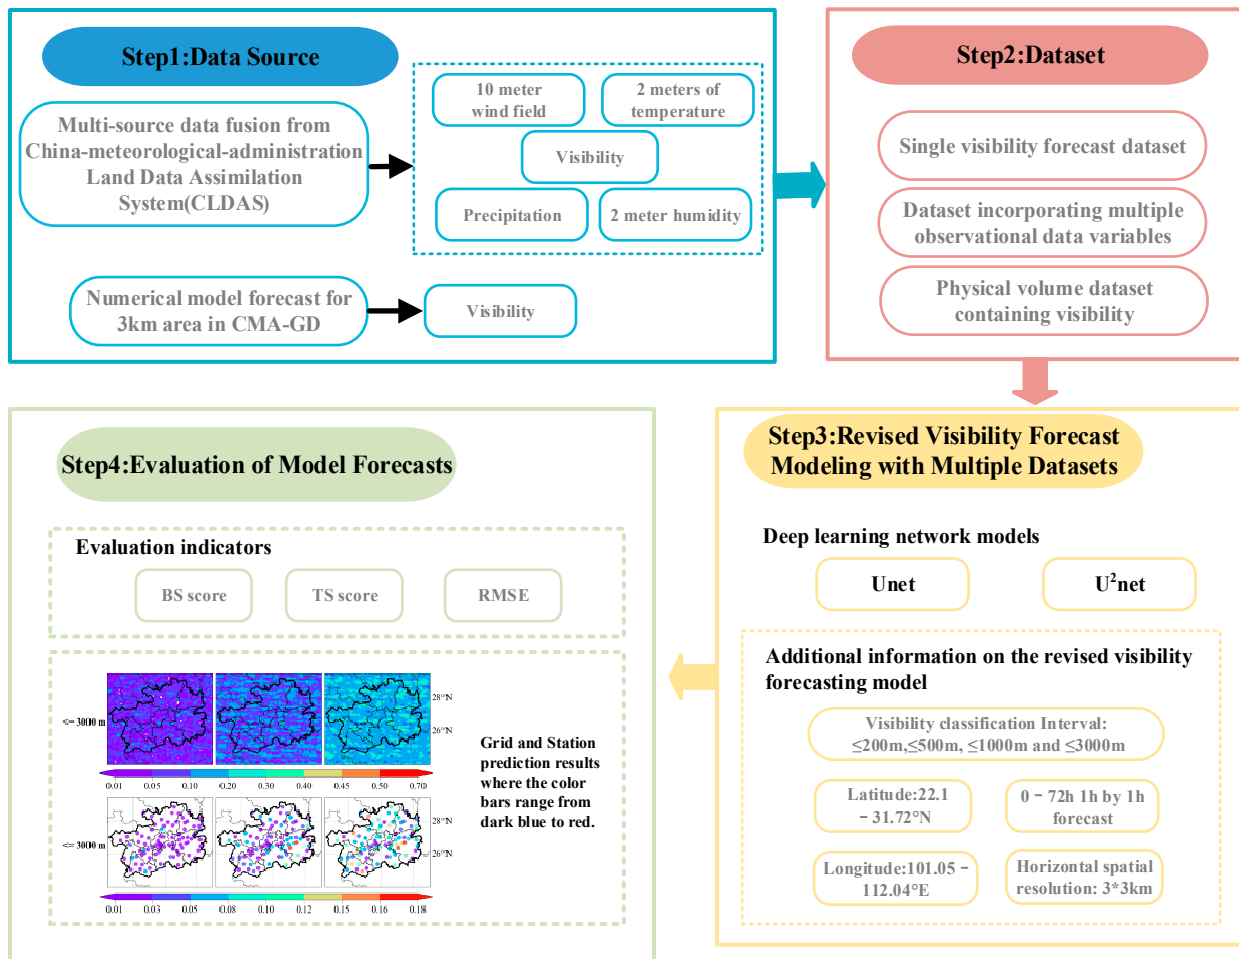 Step1:Data Source
Multi-source data fusion from
China-meteorological-administration
Land Data Assimilation
System(CLDAS)
10 meter
wind field
2 meters of
temperature
Visibility
Precipitation
2 meter humidity
Numerical model forecast for
3km area in CMA-GD
Visibility
Step2:Dataset
Single visibility forecast dataset
Dataset incorporating multiple
observational data variables
Physical volume dataset
containing visibility
Step3:Revised Visibility Forecast
Modeling with Multiple Datasets
Deep learning network models
Unet
U²net
Additional information on the revised visibility
forecasting model
Visibility classification Interval:
≤200m,≤500m, ≤1000m and ≤3000m
Latitude:22.1
– 31.72°N
0 – 72h 1h by 1h
forecast
Longitude:101.05 –
112.04°E
Horizontal spatial
resolution: 3*3km
Step4:Evaluation of Model Forecasts
Evaluation indicators
BS score
TS score
RMSE
<= 3000 m
28°N
26°N
0.01 0.05 0.10 0.20 0.30 0.40 0.45 0.50 0.70
<= 3000 m
28°N
26°N
0.01 0.03 0.05 0.08 0.10 0.12 0.15 0.16 0.18
Grid and Station
prediction results
where the color
bars range from
dark blue to red.